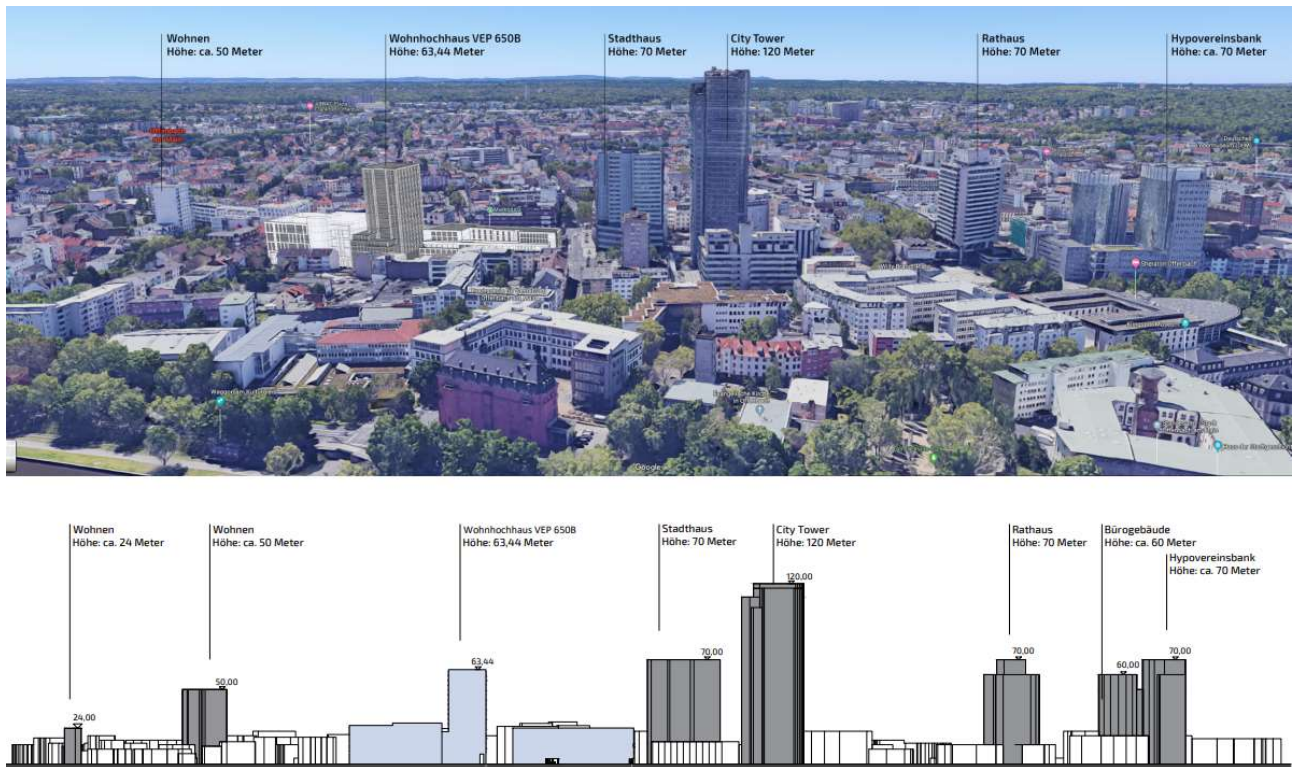 Wohnen
Höhe: ca. 50 Meter
Wohnhochhaus VEP 650B
Höhe: 63,44 Meter
Stadthaus
Höhe: 70 Meter
City Tower
Höhe: 120 Meter
Rathaus
Höhe: 70 Meter
Hypovereinsbank
Höhe: ca. 70 Meter
Sheraton Offenbach
Google
Wohnen
Höhe: ca. 24 Meter
Wohnen
Höhe: ca. 50 Meter
Wohnhochhaus VEP 650B
Höhe: 63,44 Meter
Stadthaus
Höhe: 70 Meter
City Tower
Höhe: 120 Meter
Rathaus
Höhe: 70 Meter
Bürogebäude
Höhe: ca. 60 Meter
Hypovereinsbank
Höhe: ca. 70 Meter
24,00
50,00
63,44
70,00
120,00
70,00
60,00
70,00